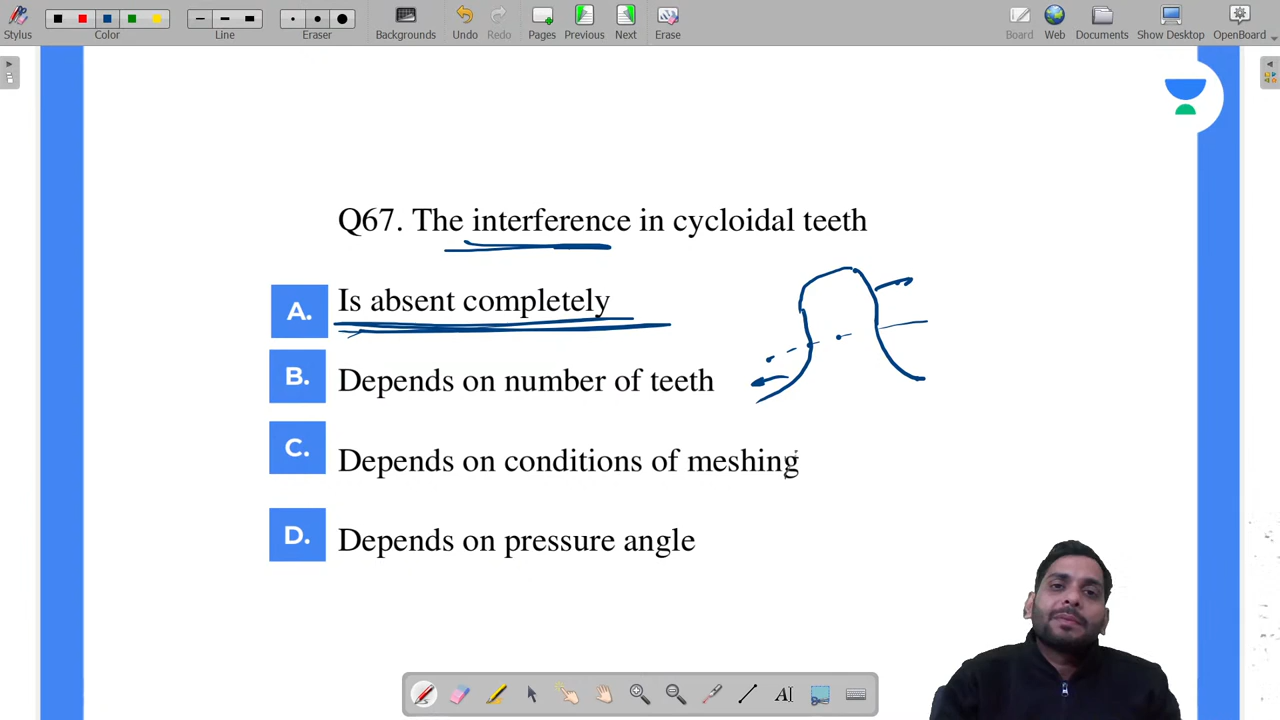 Stylus
Color
Line
Eraser
Backgrounds
Undo
Redo
Pages
Previous
Next
Erase
Board
Web
Documents
Show Desktop
OpenBoard
Q67. The interference in cycloidal teeth
A. Is absent completely
B. Depends on number of teeth
C. Depends on conditions of meshing
D. Depends on pressure angle
AI